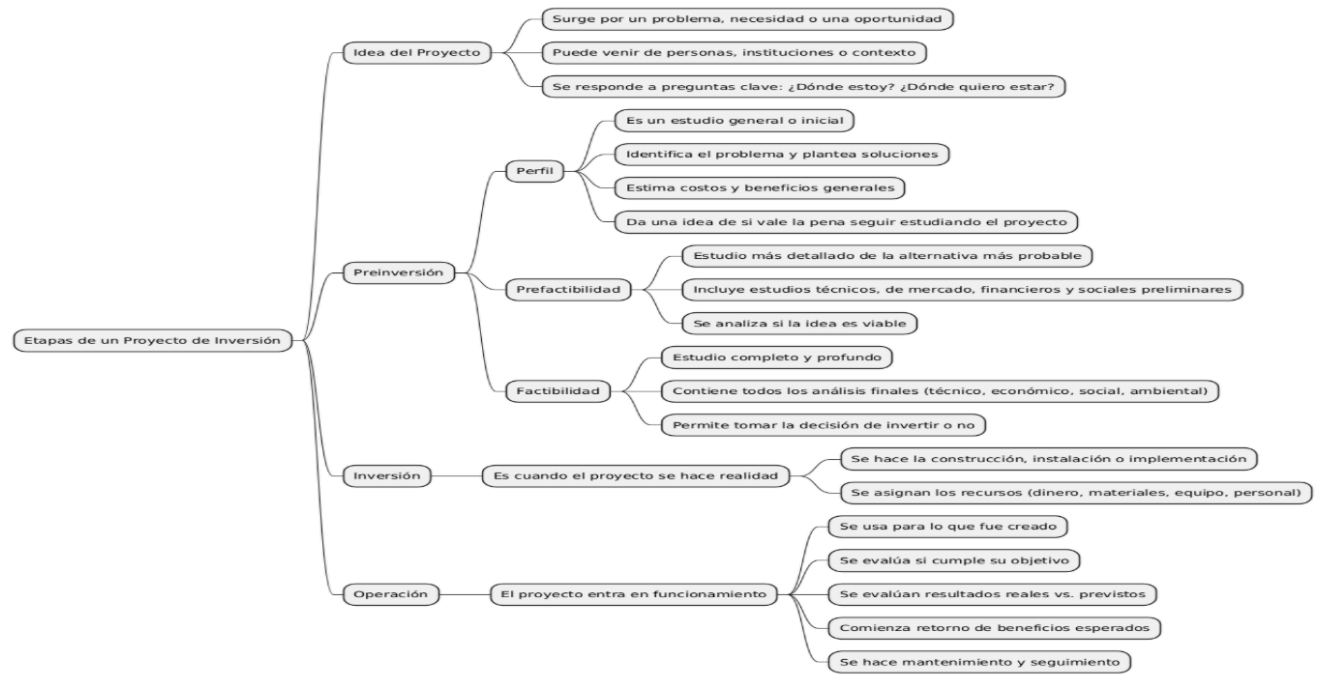 Etapas de un Proyecto de Inversión
Idea del Proyecto
Surge por un problema, necesidad o una oportunidad
Puede venir de personas, instituciones o contexto
Se responde a preguntas clave: ¿Dónde estoy? ¿Dónde quiero estar?
Preinversión
Perfil
Es un estudio general o inicial
Identifica el problema y plantea soluciones
Estima costos y beneficios generales
Da una idea de si vale la pena seguir estudiando el proyecto
Prefactibilidad
Estudio más detallado de la alternativa más probable
Incluye estudios técnicos, de mercado, financieros y sociales preliminares
Se analiza si la idea es viable
Factibilidad
Estudio completo y profundo
Contiene todos los análisis finales (técnico, económico, social, ambiental)
Permite tomar la decisión de invertir o no
Inversión
Es cuando el proyecto se hace realidad
Se hace la construcción, instalación o implementación
Se asignan los recursos (dinero, materiales, equipo, personal)
Operación
El proyecto entra en funcionamiento
Se usa para lo que fue creado
Se evalúa si cumple su objetivo
Se evalúan resultados reales vs. previstos
Comienza retorno de beneficios esperados
Se hace mantenimiento y seguimiento